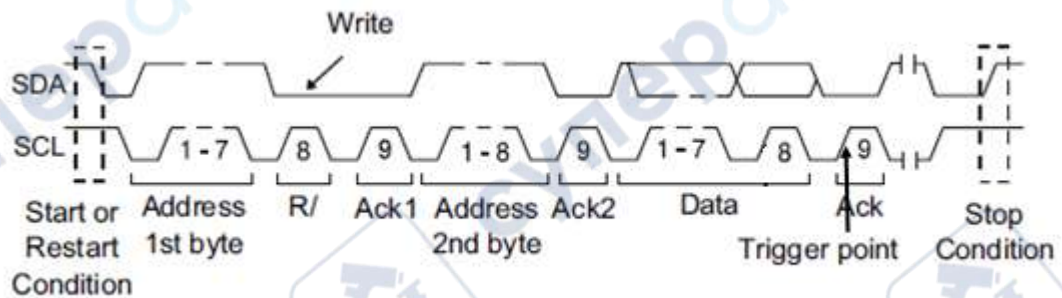 Write
SDA
SCL 1 - 7 8 9 1 - 8 9 1 - 7 8 9
Start or Restart Condition
Address 1st byte
R/
Ack1
Address 2nd byte
Ack2
Data
Ack
Trigger point
Stop Condition
супер